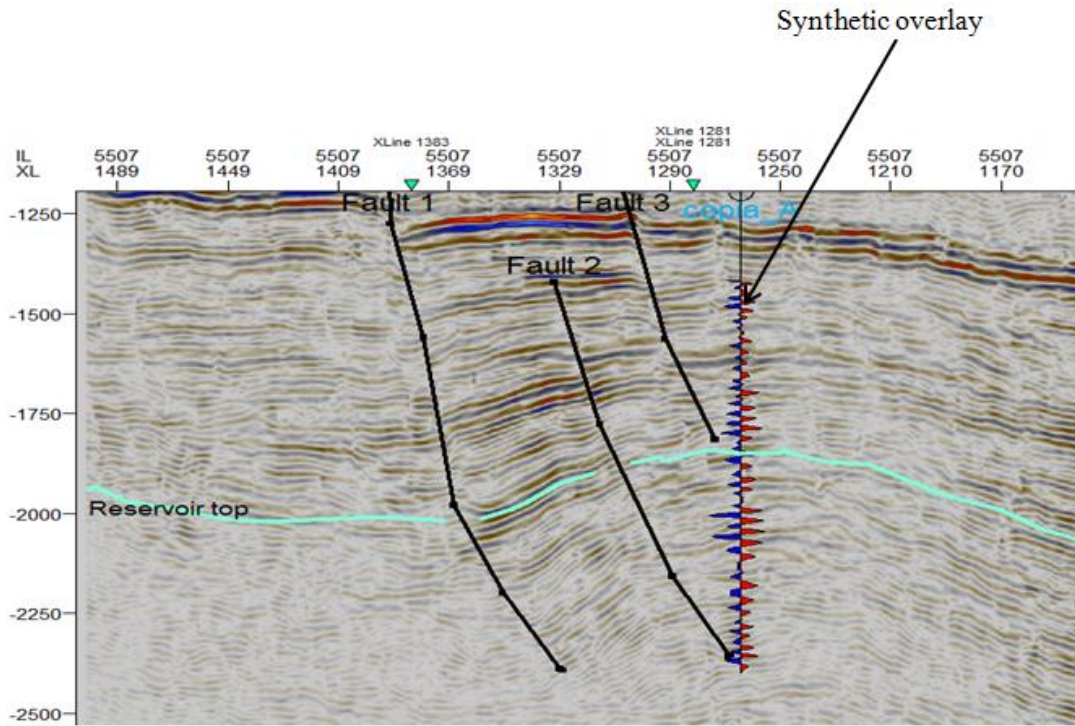 Synthetic overlay
XLine 1281
XLine 1383 XLine 1281
IL 5507 5507 5507 5507 5507 5507 5507 5507 5507
XL 1489 1449 1409 1369 1329 1290 1250 1210 1170
-1250
Fault 1 Fault 3 copia_A
Fault 2
-1500
-1750
-2000
Reservoir top
-2250
-2500